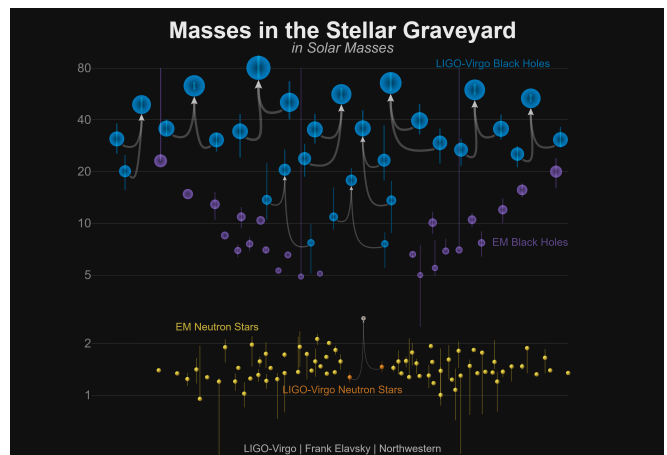 Masses in the Stellar Graveyard
in Solar Masses
LIGO-Virgo Black Holes
80
40
20
10
EM Black Holes
5
EM Neutron Stars
2
LIGO-Virgo Neutron Stars
1
LIGO-Virgo | Frank Elavsky | Northwestern